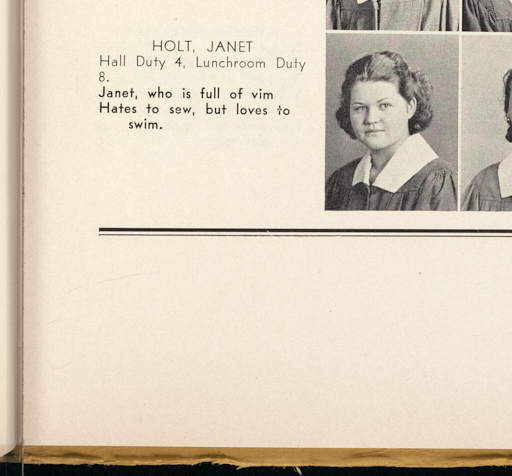 HOLT, JANET
Hall Duty 4, Lunchroom Duty
8.
Janet, who is full of vim
Hates to sew, but loves to
swim.